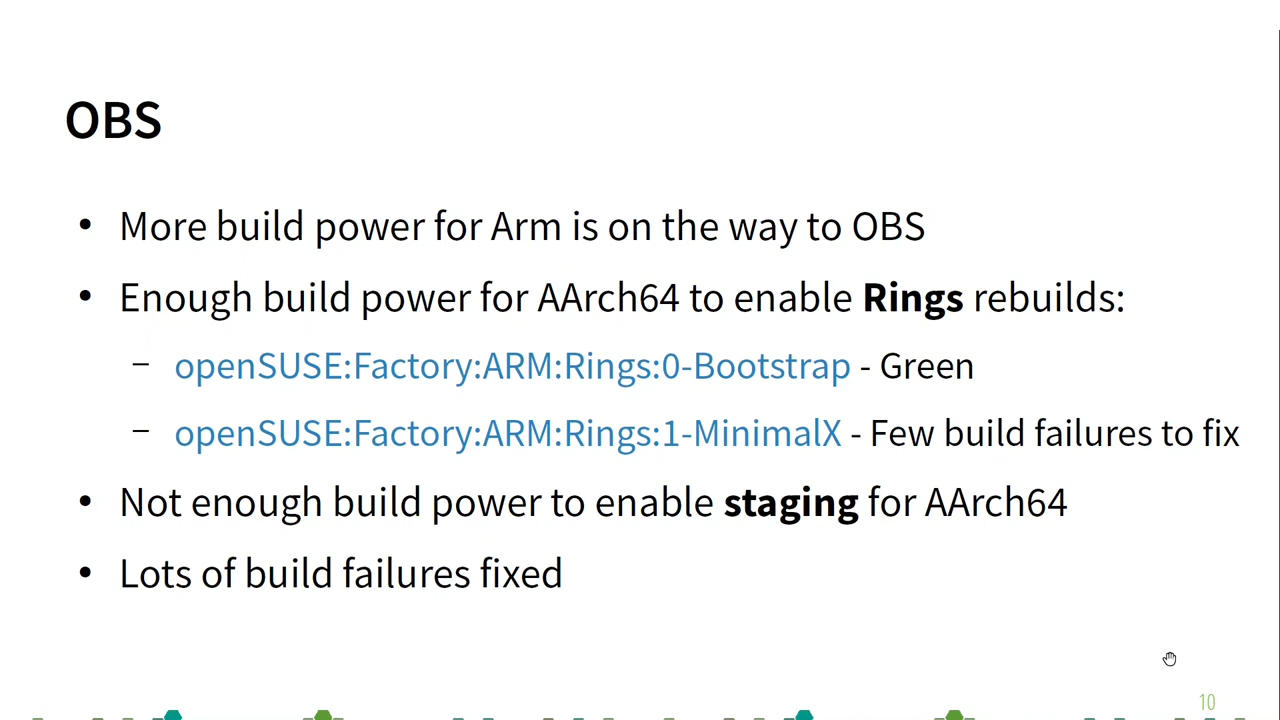 OBS
• More build power for Arm is on the way to OBS
• Enough build power for AArch64 to enable Rings rebuilds:
– openSUSE:Factory:ARM:Rings:0-Bootstrap - Green
– openSUSE:Factory:ARM:Rings:1-MinimalX - Few build failures to fix
• Not enough build power to enable staging for AArch64
• Lots of build failures fixed
10